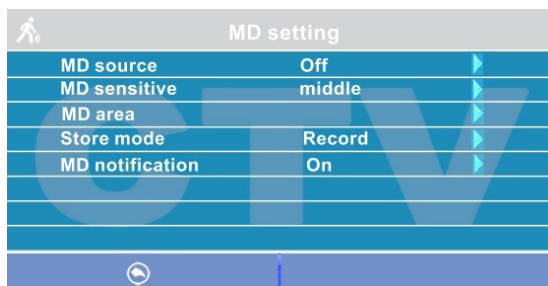 MD setting
MD source Off
MD sensitive middle
MD area
Store mode Record
MD notification On
CTV